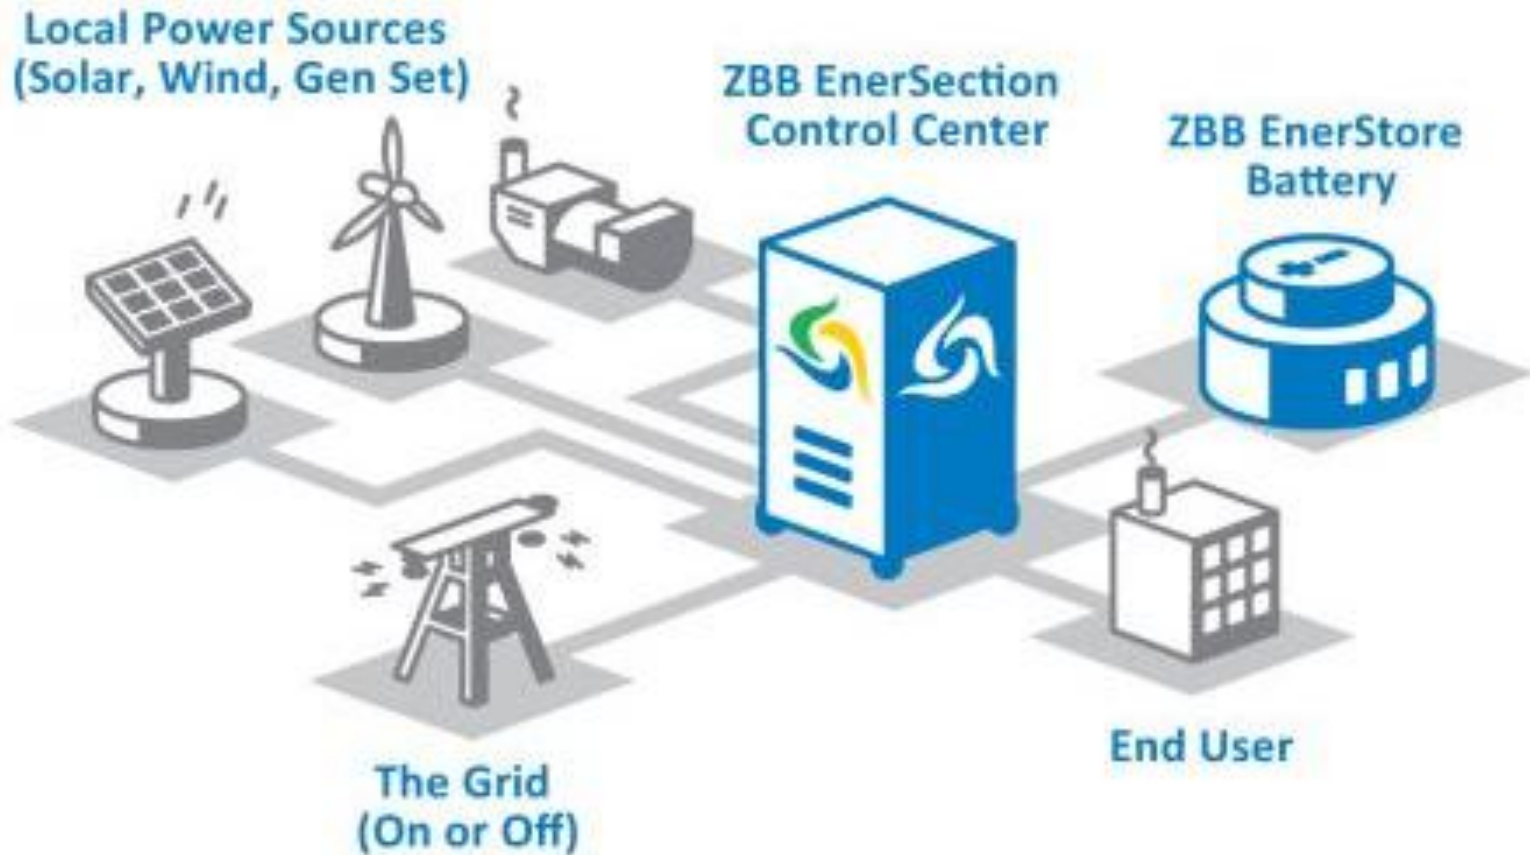 Local Power Sources
(Solar, Wind, Gen Set)
ZBB EnerSection
Control Center
ZBB EnerStore
Battery
End User
The Grid
(On or Off)